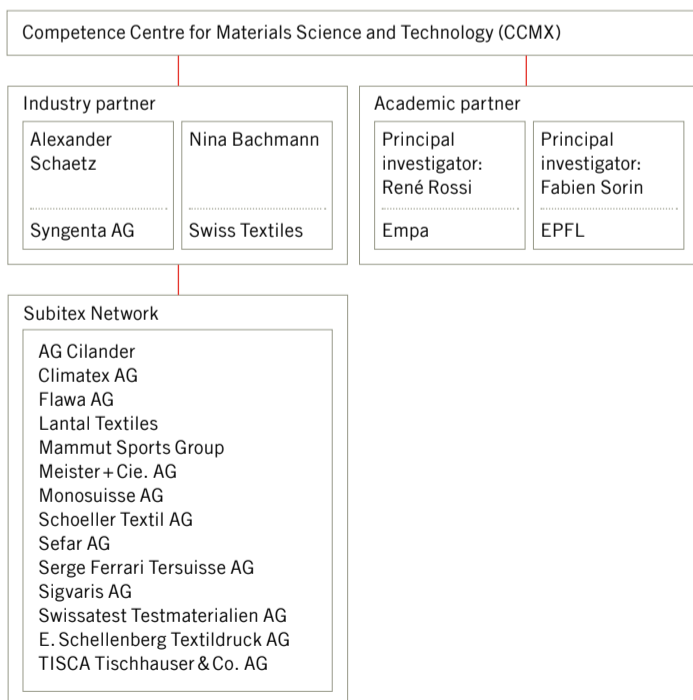 Competence Centre for Materials Science and Technology (CCMX)
Industry partner
Alexander
Schaetz
Syngenta AG
Nina Bachmann
Swiss Textiles
Academic partner
Principal
investigator:
René Rossi
Empa
Principal
investigator:
Fabien Sorin
EPFL
Subitex Network
AG Cilander
Climatex AG
Flawa AG
Lantal Textiles
Mammut Sports Group
Meister + Cie. AG
Monosuisse AG
Schoeller Textil AG
Sefar AG
Serge Ferrari Tersuisse AG
Sigvaris AG
Swissatest Testmaterialien AG
E. Schellenberg Textildruck AG
TISCA Tischhauser & Co. AG